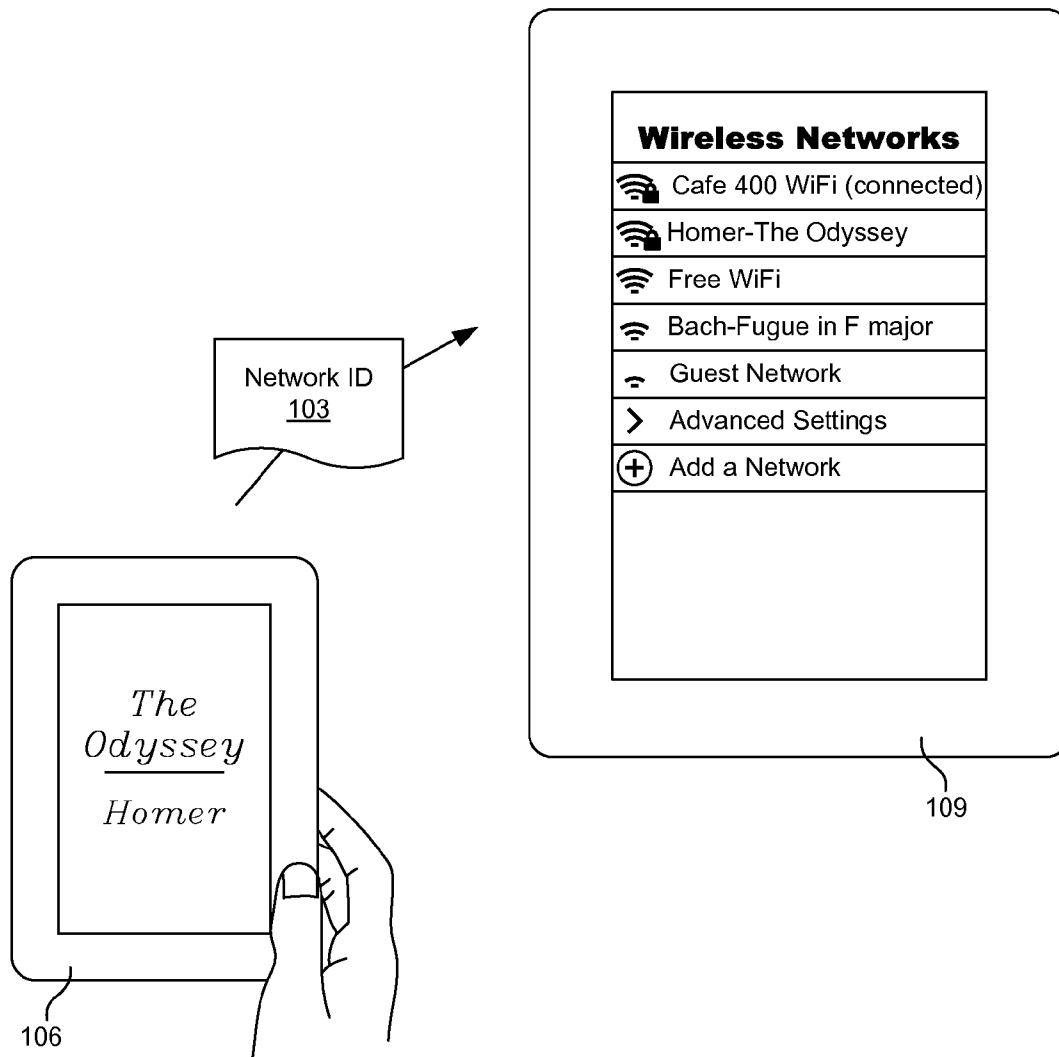 Wireless Networks
Cafe 400 WiFi (connected)
Homer-The Odyssey
Free WiFi
Bach-Fugue in F major
Guest Network
Advanced Settings
Add a Network
Network ID
103
The
Odyssey
Homer
109
106